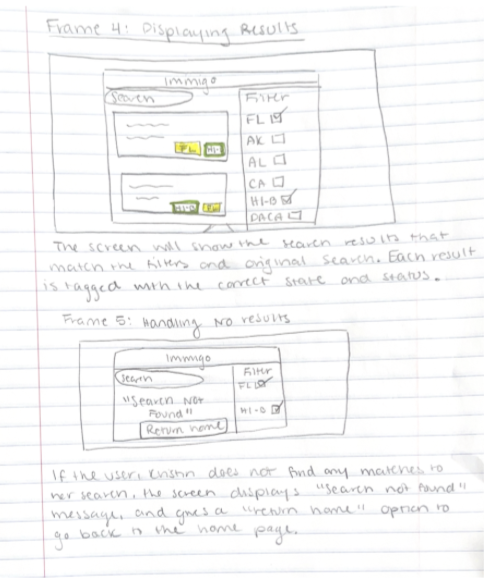 Frame 4: Displaying Results
Immigo
Search
Filter
FL
AK
AL
CA
H1-B
DACA
FL
H1-B
The screen will show the search results that
match the filters and original search. Each result
is tagged with the correct state and status.
Frame 5: Handling No results
Immigo
Search
Filter
FL
"Search Not
Found"
H1-B
Return home
If the user, Kristin does not find any matches to
her search, the screen displays "Search not found"
message, and gives a "return home" option to
go back to the home page.